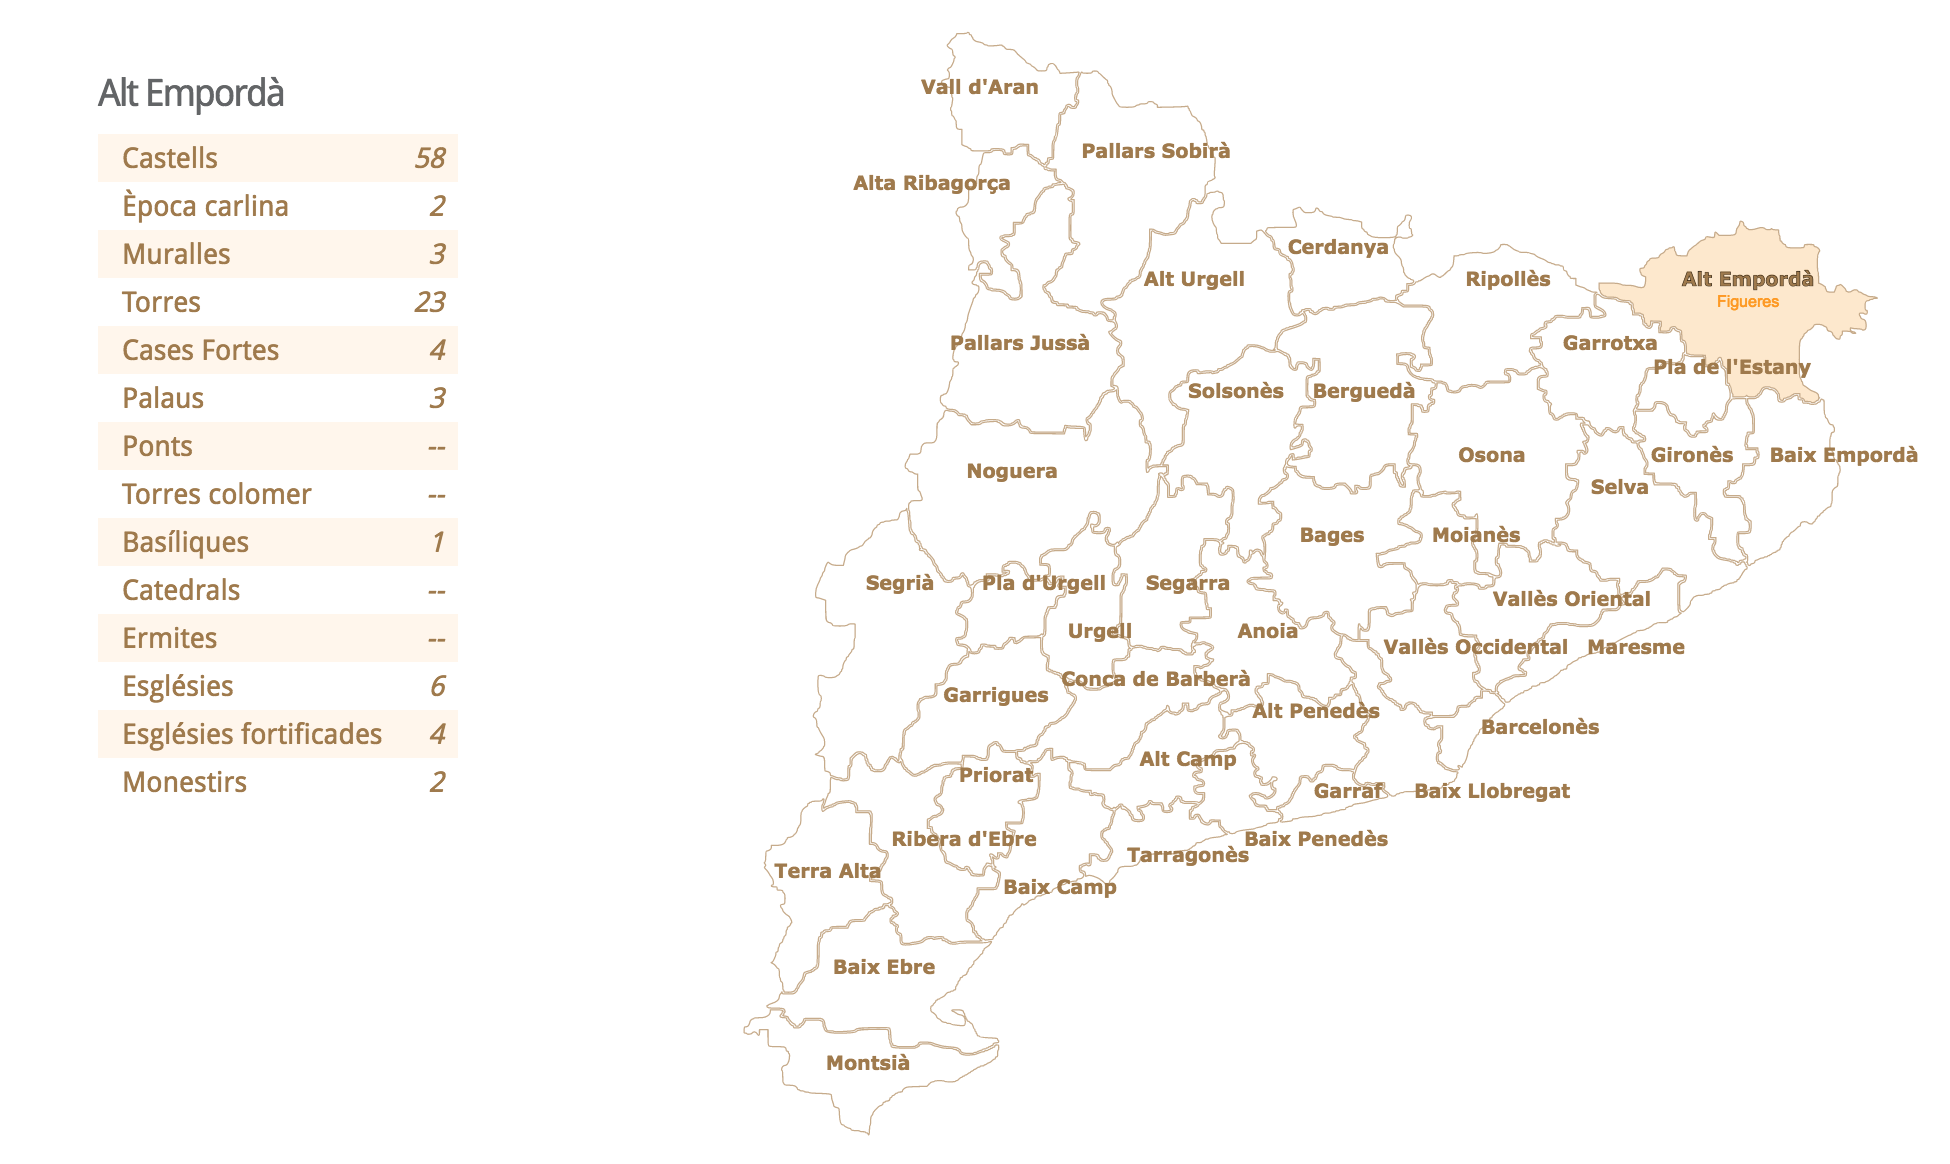 Alt Empordà
Castells 58
Època carlina 2
Muralles 3
Torres 23
Cases Fortes 4
Palaus 3
Ponts --
Torres colomer --
Basíliques 1
Catedrals --
Ermites --
Esglésies 6
Esglésies fortificades 4
Monestirs 2
Vall d'Aran
Pallars Sobirà
Alta Ribagorça
Cerdanya
Alt Urgell
Ripollès
Alt Empordà
Figueres
Pallars Jussà
Garrotxa
Pla de l'Estany
Solsonès
Berguedà
Noguera
Osona
Gironès
Baix Empordà
Selva
Bages
Moianès
Segrià
Pla d'Urgell
Segarra
Vallès Oriental
Urgell
Anoia
Vallès Occidental
Maresme
Conca de Barberà
Garrigues
Alt Penedès
Barcelonès
Alt Camp
Priorat
Garraf
Baix Llobregat
Ribera d'Ebre
Baix Penedès
Tarragonès
Terra Alta
Baix Camp
Baix Ebre
Montsià